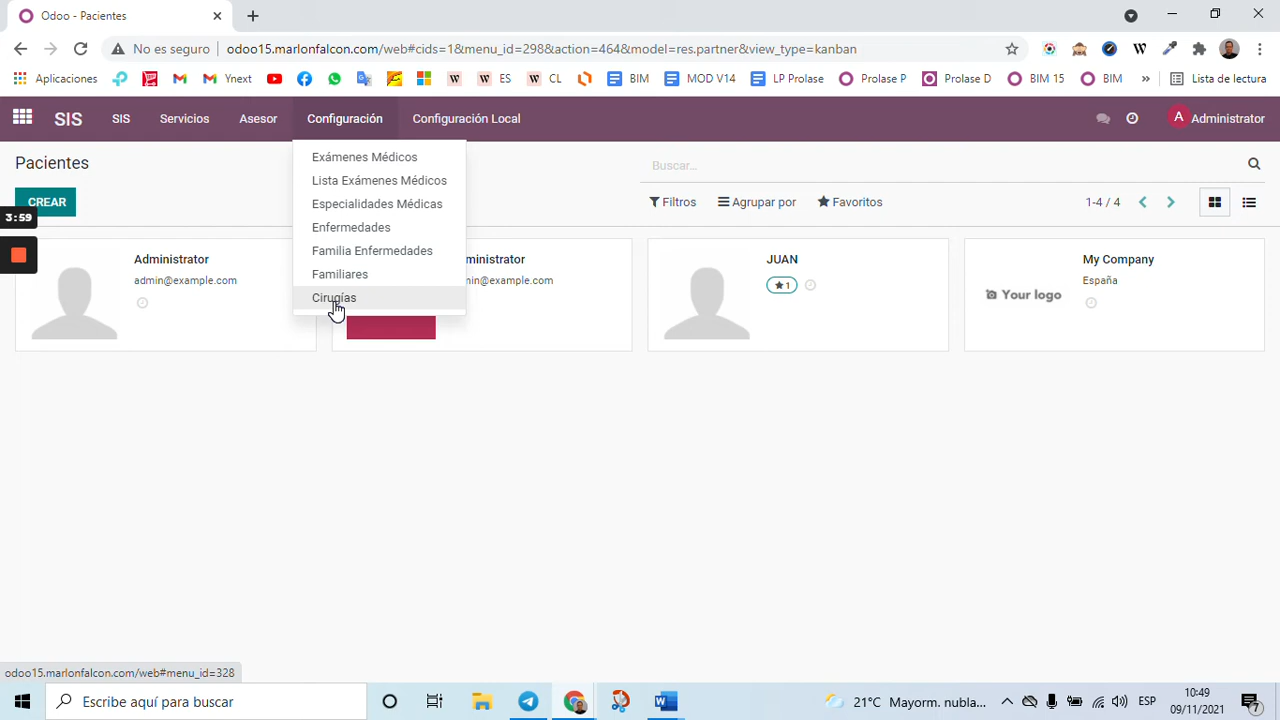 Odoo - Pacientes
No es seguro
odoo15.marlonfalcon.com/web#cids=1&menu_id=298&action=464&model=res.partner&view_type=kanban
Aplicaciones
Ynext
ES
CL
BIM
MOD V14
LP Prolase
Prolase P
Prolase D
BIM 15
BIM
»
Lista de lectura
SIS
SIS
Servicios
Asesor
Configuración
Configuración Local
A
Administrator
Pacientes
Exámenes Médicos
Buscar...
Lista Exámenes Médicos
CREAR
Especialidades Médicas
Filtros
Agrupar por
Favoritos
1-4 / 4
3:59
Enfermedades
Familia Enfermedades
Familiares
Cirugías
Administrator
admin@example.com
ministrator
in@example.com
JUAN
1
My Company
España
Your logo
odoo15.marlonfalcon.com/web#menu_id=328
Escribe aquí para buscar
21°C Mayorm. nubla...
ESP
10:49
09/11/2021
7